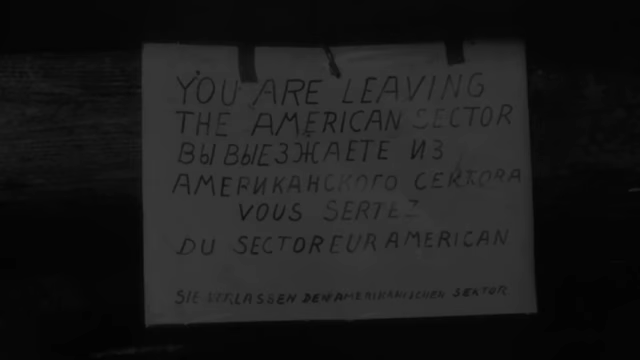 YOU ARE LEAVING
THE AMERICAN SECTOR
ВЫ ВЫЕЗЖАЕТЕ ИЗ
АМЕРИКАНСКОГО СЕКТОРА
VOUS SERTEZ
DU SECTOREUR AMERICAN
SIE VERLASSEN DEN AMERIKANISCHEN SEKTOR